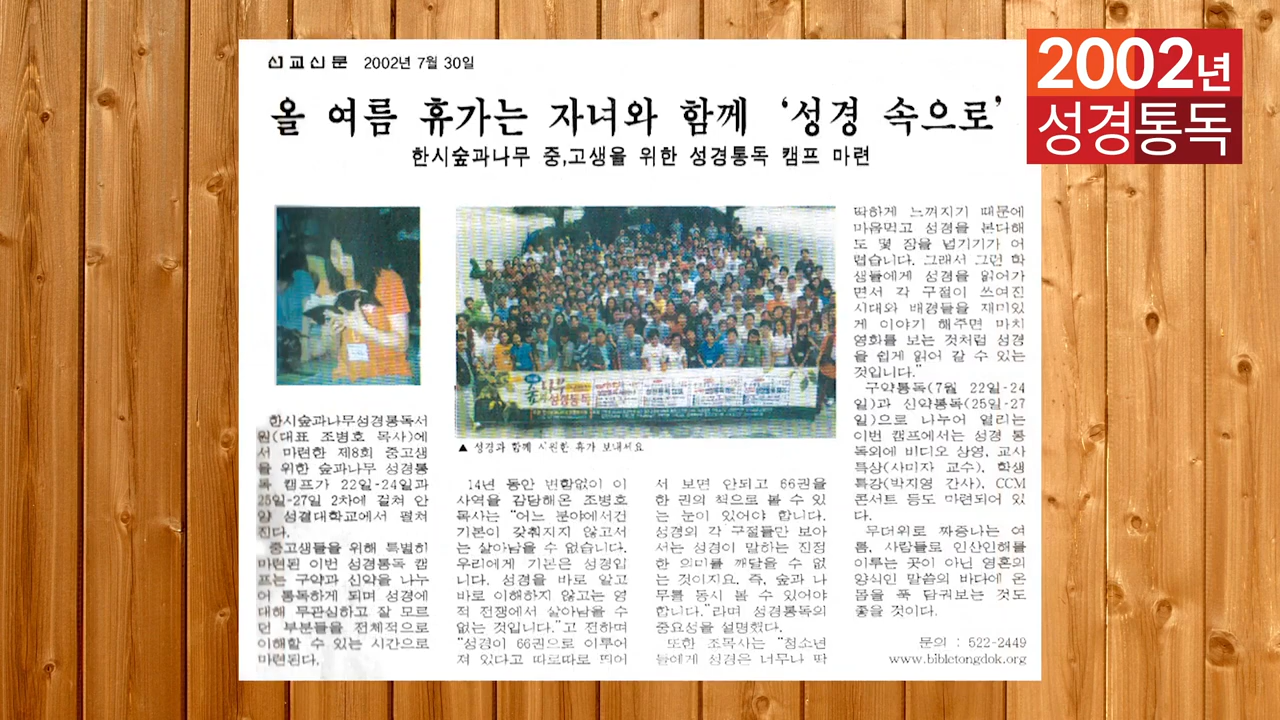 선교신문 2002년 7월 30일
2002년
성경통독
올 여름 휴가는 자녀와 함께 '성경 속으로'
한시숲과나무 중,고생을 위한 성경통독 캠프 마련
성경통독
▲ 성경과 함께 시원한 휴가 보내세요
한시숲과나무성경통독서
원(대표 조병호 목사)에
서 마련한 제8회 중고생
을 위한 숲과나무 성경통
독 캠프가 22일-24일과
25일-27일 2차에 걸쳐 안
양 성결대학교에서 펼쳐
진다.
중고생들을 위해 특별히
마련된 이번 성경통독 캠
프는 구약과 신약을 나누
어 통독하게 되며 성경에
대해 무관심하고 잘 모르
던 부분들을 전체적으로
이해할 수 있는 시간으로
마련된다.
14년 동안 변함없이 이
사역을 감당해온 조병호
목사는 "어느 분야에서건
기본이 갖춰지지 않고서
는 살아남을 수 없습니다.
우리에게 기본은 성경입
니다. 성경을 바로 알고
바로 이해하지 않고는 영
적 전쟁에서 살아남을 수
없는 것입니다."고 전하며
"성경이 66권으로 이루어
져 있다고 따로따로 띄어
서 보면 안되고 66권을
한 권의 책으로 볼 수 있
는 눈이 있어야 합니다.
성경의 각 구절들만 보아
서는 성경이 말하는 진정
한 의미를 깨달을 수 없
는 것이지요. 즉, 숲과 나
무를 동시 볼 수 있어야
합니다."라며 성경통독의
중요성을 설명했다.
또한 조목사는 "청소년
들에게 성경은 너무나 딱
딱하게 느껴지기 때문에
마음먹고 성경을 본다해
도 몇 장을 넘기기가 어
렵습니다. 그래서 그런 학
생들에게 성경을 읽어가
면서 각 구절이 쓰여진
시대와 배경들을 재미있
게 이야기 해주면 마치
영화를 보는 것처럼 성경
을 쉽게 읽어 갈 수 있는
것입니다."
구약통독(7월 22일-24
일)과 신약통독(25일-27
일)으로 나누어 열리는
이번 캠프에서는 성경 통
독외에 비디오 상영, 교사
특상(사미자 교수), 학생
특강(박지영 간사), CCM
콘서트 등도 마련되어 있
다.
무더위로 짜증나는 여
름, 사람들로 인산인해를
이루는 곳이 아닌 영혼의
양식인 말씀의 바다에 온
몸을 푹 담궈보는 것도
좋을 것이다.
문의 : 522-2449
www.bibletongdok.org